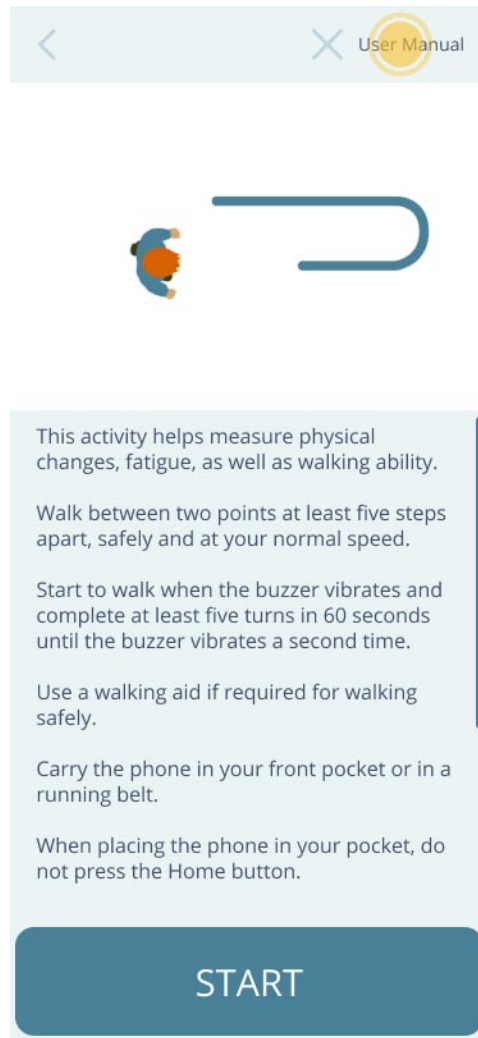 User Manual
This activity helps measure physical
changes, fatigue, as well as walking ability.
Walk between two points at least five steps
apart, safely and at your normal speed.
Start to walk when the buzzer vibrates and
complete at least five turns in 60 seconds
until the buzzer vibrates a second time.
Use a walking aid if required for walking
safely.
Carry the phone in your front pocket or in a
running belt.
When placing the phone in your pocket, do
not press the Home button.
START